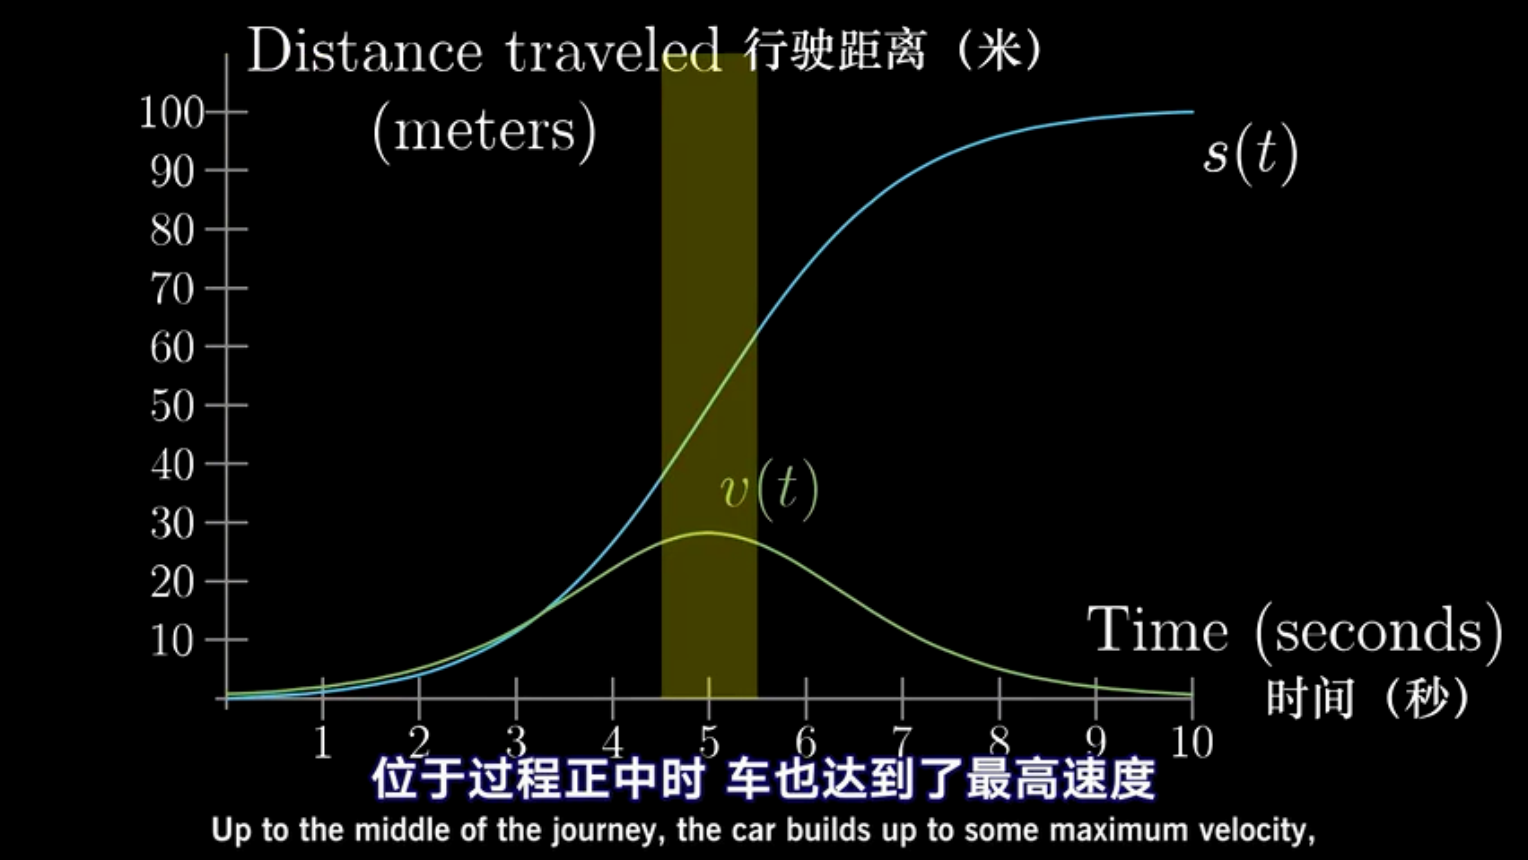 Distance traveled 行驶距离（米）
(meters)
100
90
80
70
60
50
40
30
20
10
s(t)
v(t)
Time (seconds)
时间（秒）
1 2 3 4 5 6 7 8 9 10
位于过程正中时 车也达到了最高速度
Up to the middle of the journey, the car builds up to some maximum velocity,